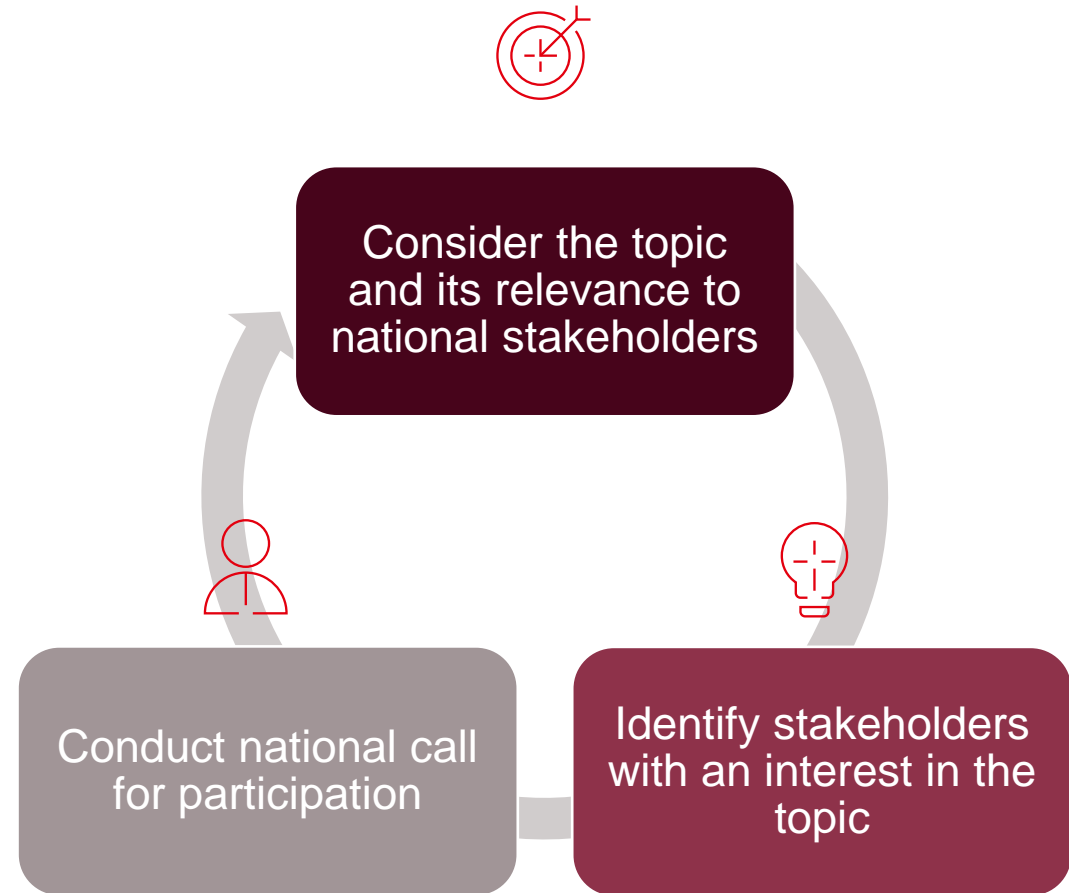 Consider the topic
and its relevance to
national stakeholders
Identify stakeholders
with an interest in the
topic
Conduct national call
for participation